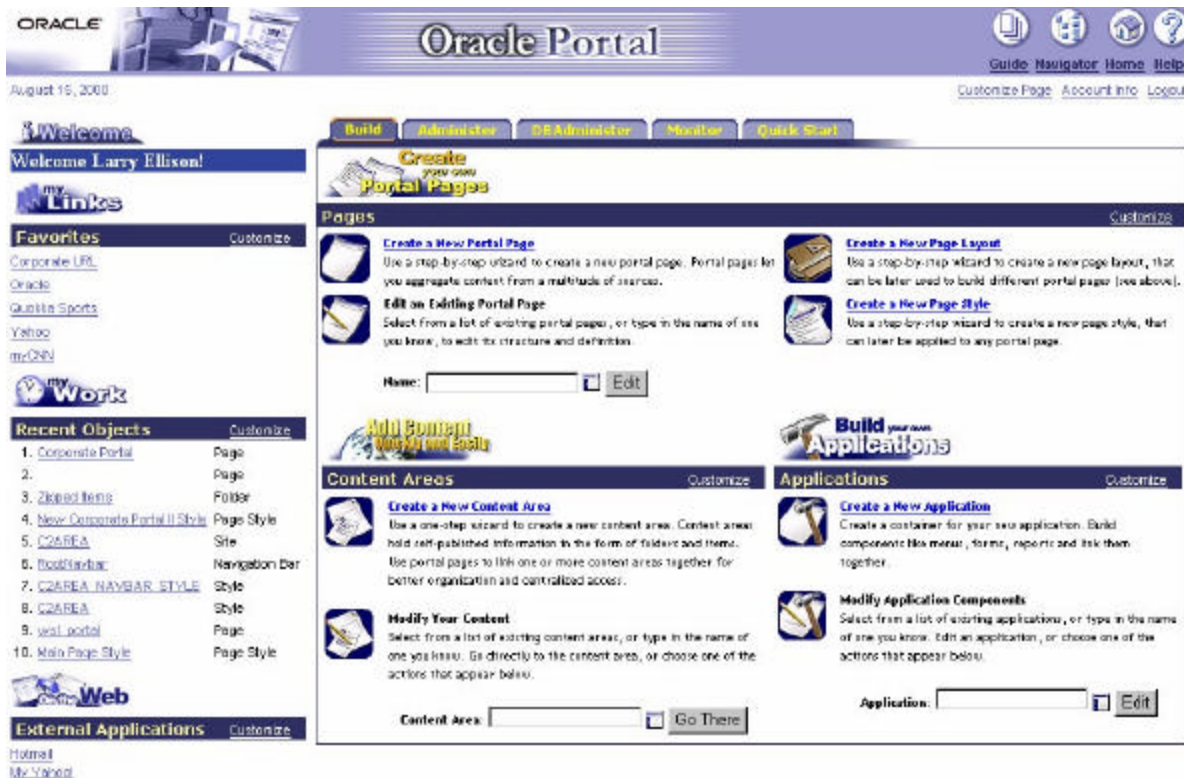 ORACLE
Oracle Portal
Guide Navigator Home Help
August 16, 2000
Customize Page Account Info Logout
Welcome
Welcome Larry Ellison!
my Links
Favorites Customize
Corporate URL
Oracle
Quokka Sports
Yahoo
myCNN
my Work
Recent Objects Customize
1. Corporate Portal Page
2. Page
3. Zipped Items Folder
4. New Corporate Portal II Style Page Style
5. C2AREA Site
6. RootNavbar Navigation Bar
7. C2AREA NAVBAR STYLE Style
8. C2AREA Style
9. portal Page
10. Main Page Style Page Style
Web
External Applications Customize
Hotmail
My Yahoo!
Build Administer DBAdminister Monitor Quick Start
Create
your own
Portal Pages
Pages Customize
Create a New Portal Page
Use a step-by-step wizard to create a new portal page. Portal pages let
you aggregate content from a multitude of sources.
Edit an Existing Portal Page
Select from a list of existing portal pages, or type in the name of one
you know, to edit its structure and definition.
Name: Edit
Create a New Page Layout
Use a step-by-step wizard to create a new page layout, that
can be later used to build different portal pages (see above).
Create a New Page Style
Use a step-by-step wizard to create a new page style, that
can later be applied to any portal page.
Add Content
Quickly and Easily
Content Areas Customize
Create a New Content Area
Use a one-step wizard to create a new content area. Content areas
hold self-published information in the form of folders and items.
Use portal pages to link one or more content areas together for
better organization and centralized access.
Modify Your Content
Select from a list of existing content areas, or type in the name of
one you know. Go directly to the content area, or choose one of the
actions that appear below.
Content Area: Go There
Build your own
Applications
Applications Customize
Create a New Application
Create a container for your new application. Build
components like menus, forms, reports and link them
together.
Modify Application Components
Select from a list of existing applications, or type in the name
of one you know. Edit an application, or choose one of the
actions that appear below.
Application: Edit